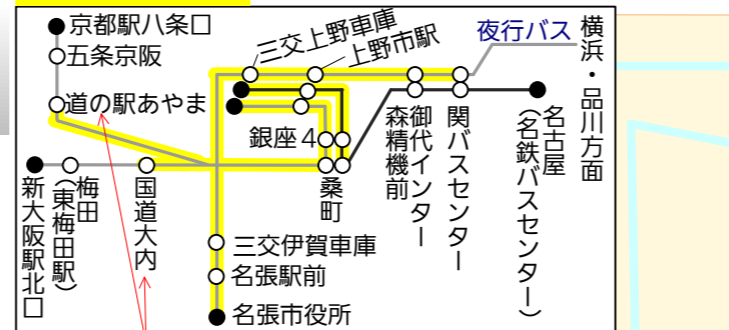 京都駅八条口
五条京阪
道の駅あやま
三交上野車庫
上野市駅
夜行バス
横浜・品川方面
銀座4
桑町
森精機前
御代インター
関バスセンター
名古屋
(名鉄バスセンター)
新大阪駅北口
梅田
(東梅田駅)
国道大内
三交伊賀車庫
名張駅前
名張市役所